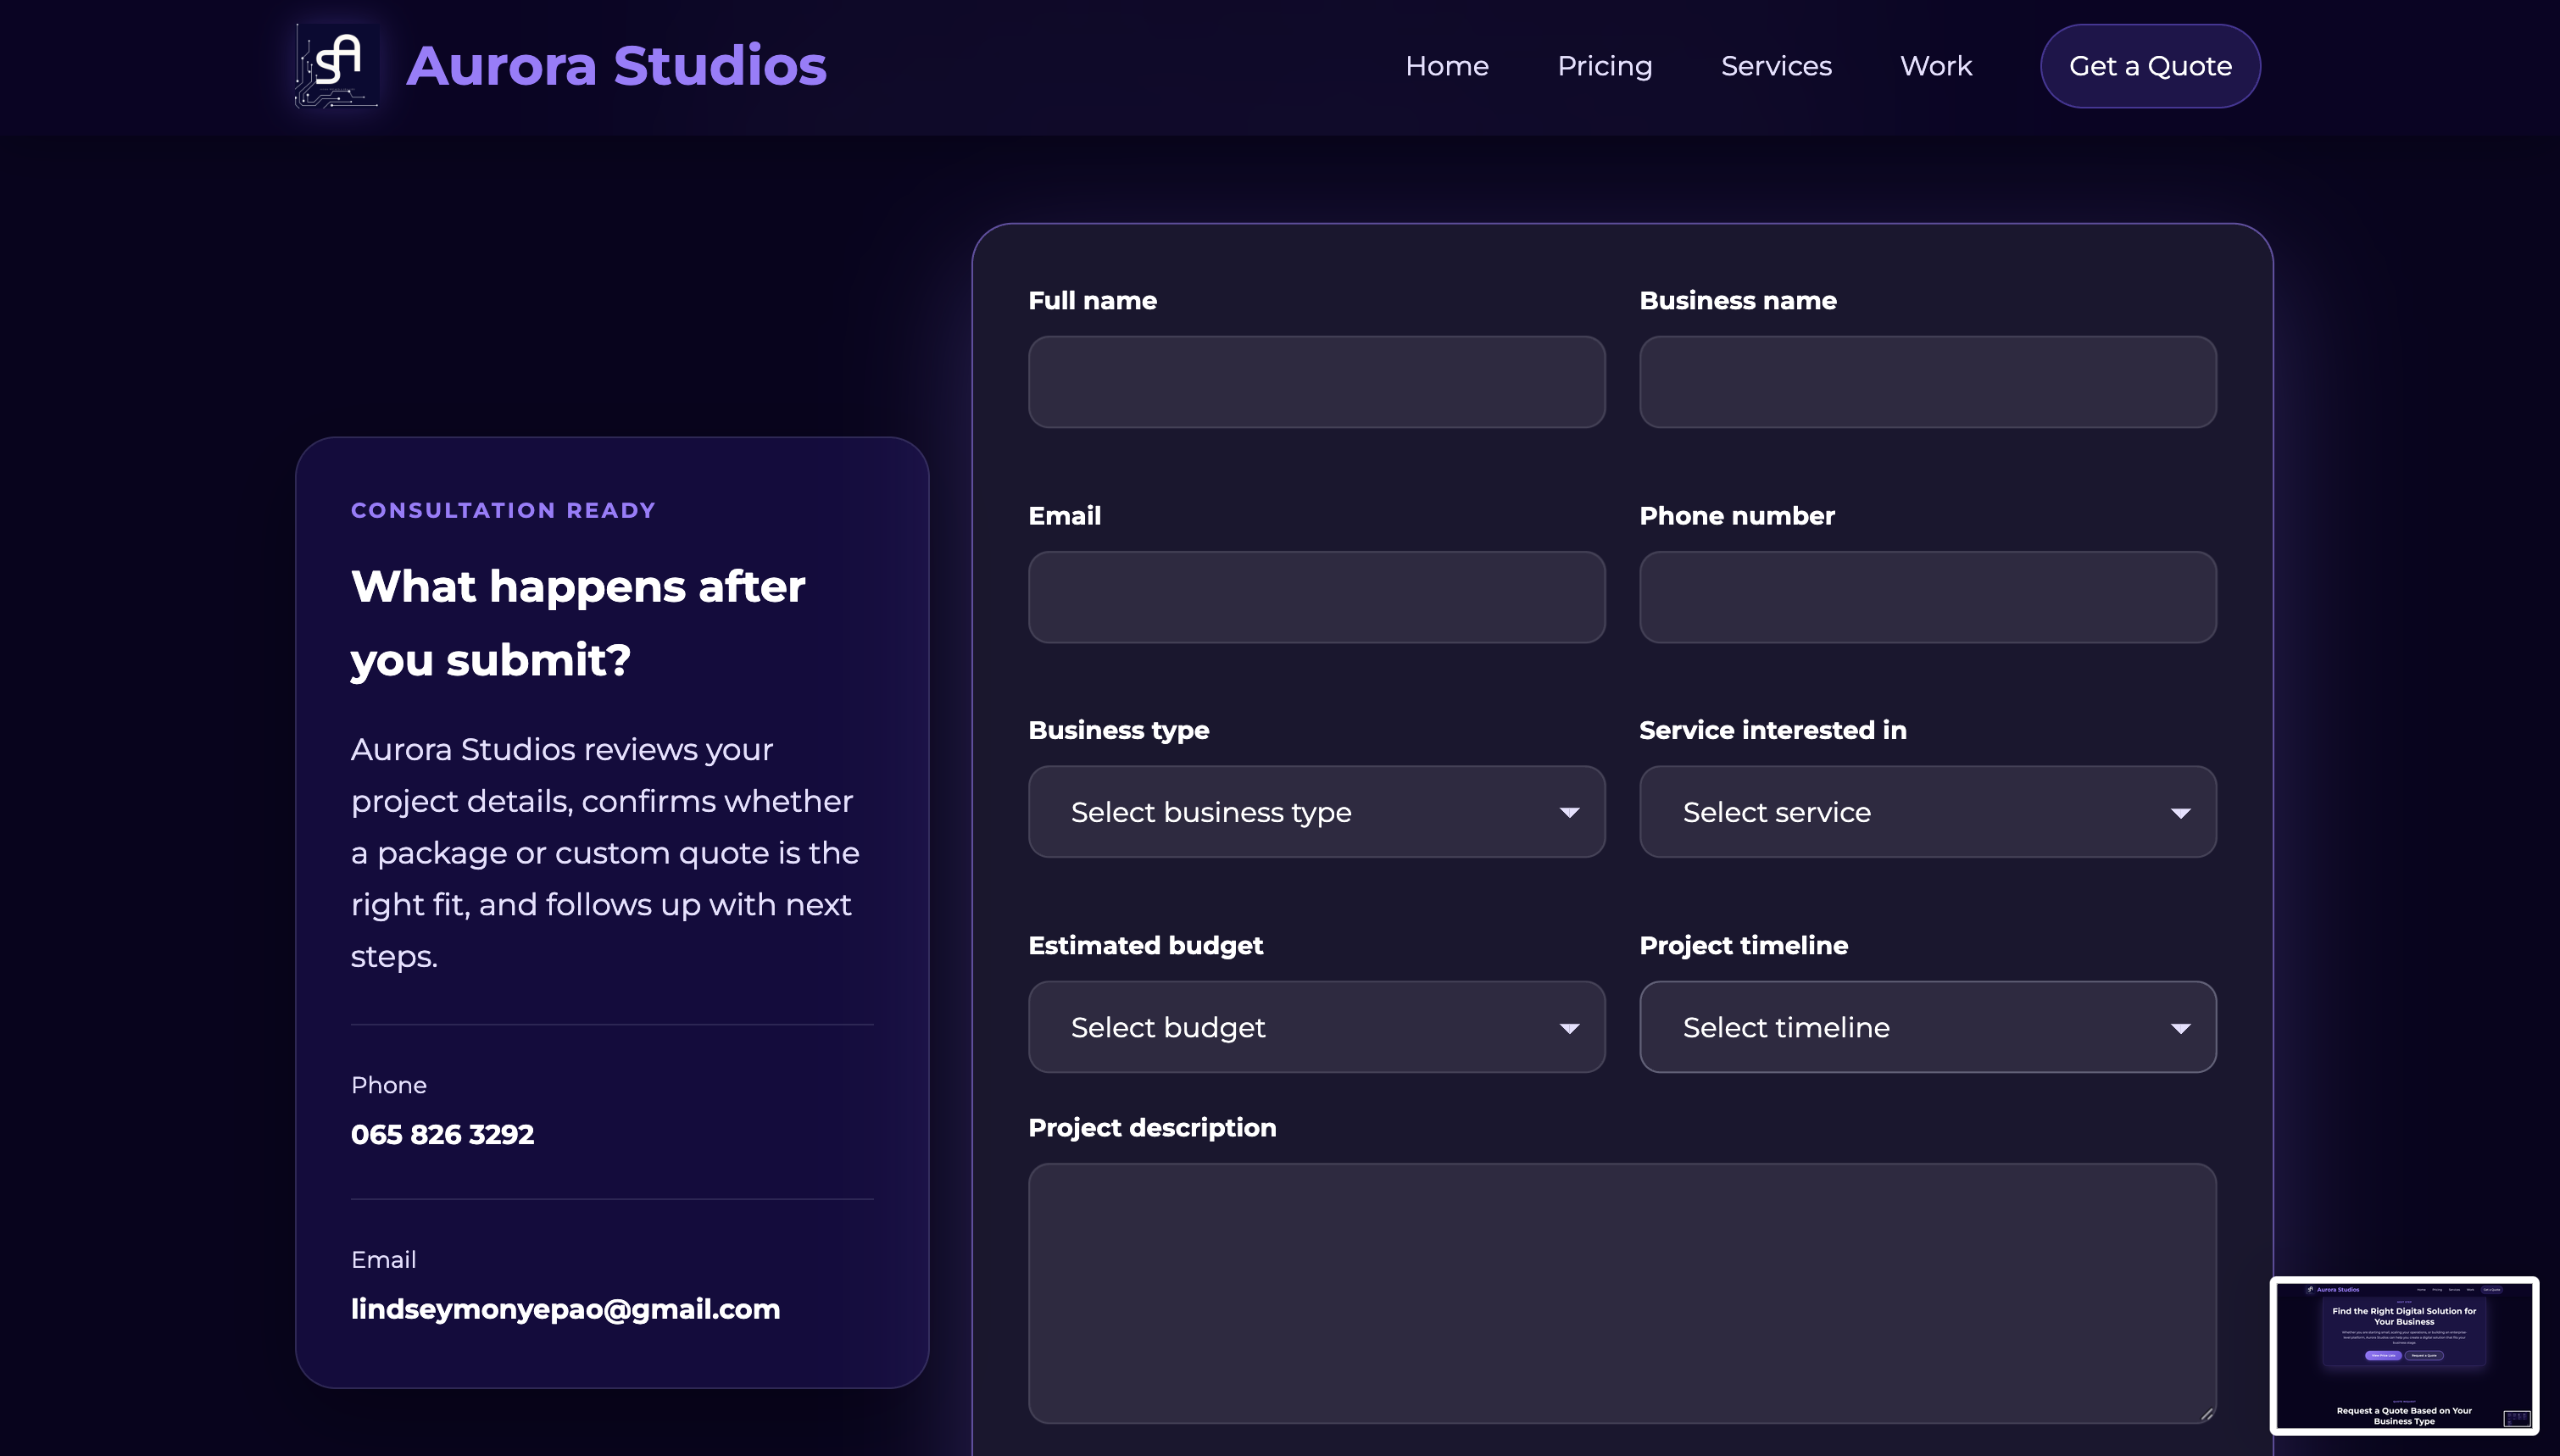 SA
Aurora Studios
Home
Pricing
Services
Work
Get a Quote
CONSULTATION READY
What happens after
you submit?
Aurora Studios reviews your
project details, confirms whether
a package or custom quote is the
right fit, and follows up with next
steps.
Phone
065 826 3292
Email
lindseymonyepao@gmail.com
Full name
Business name
Email
Phone number
Business type
Service interested in
Select business type
Select service
Estimated budget
Project timeline
Select budget
Select timeline
Project description
Aurora Studios
Find the Right Digital Solution for
Your Business
Request a Quote Based on Your
Business Type